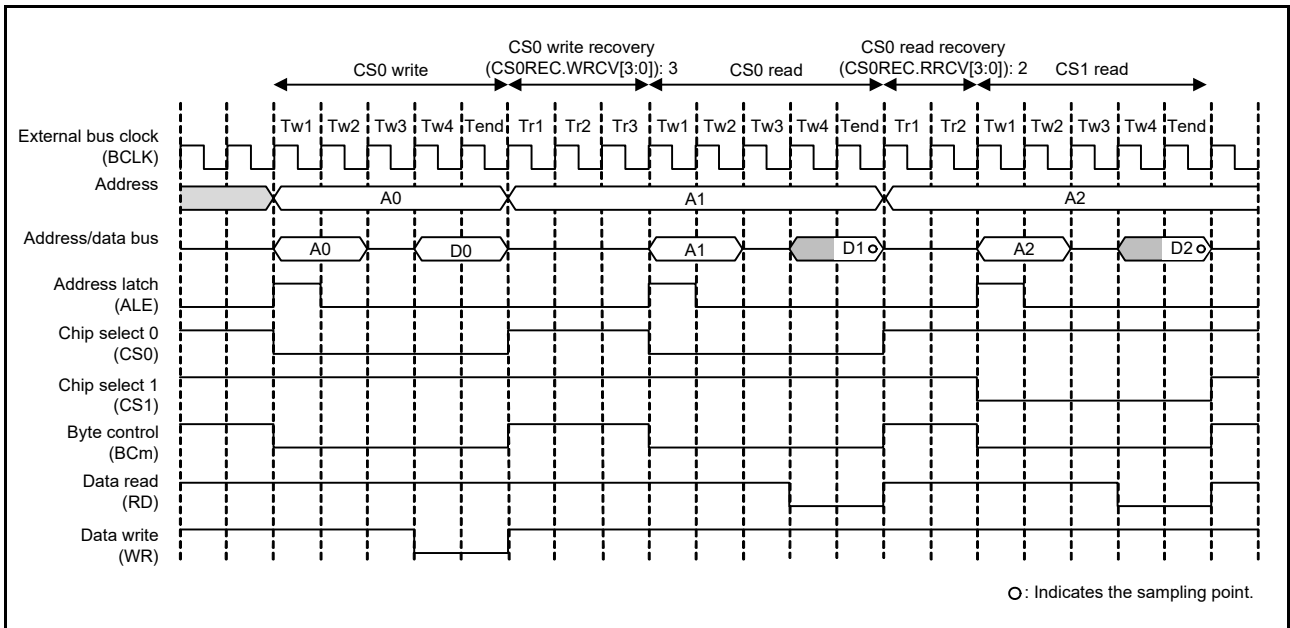 CS0 write
CS0 write recovery
(CS0REC.WRCV[3:0]): 3
CS0 read
CS0 read recovery
(CS0REC.RRCV[3:0]): 2
CS1 read
Tw1 Tw2 Tw3 Tw4 Tend Tr1 Tr2 Tr3 Tw1 Tw2 Tw3 Tw4 Tend Tr1 Tr2 Tw1 Tw2 Tw3 Tw4 Tend
External bus clock
(BCLK)
Address
A0 A1 A2
Address/data bus
A0 D0 A1 D1 A2 D2
Address latch
(ALE)
Chip select 0
(CS0)
Chip select 1
(CS1)
Byte control
(BCm)
Data read
(RD)
Data write
(WR)
: Indicates the sampling point.